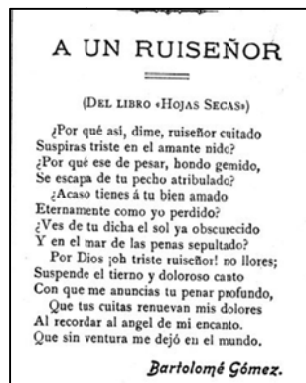 A UN RUISEÑOR
(DEL LIBRO «HOJAS SECAS»)
¿Por qué así, dime, ruiseñor cuitado
Suspiras triste en el amante nido?
¿Por qué ese de pesar, hondo gemido,
Se escapa de tu pecho atribulado?
¿Acaso tienes á tu bien amado
Eternamente como yo perdido?
¿Ves de tu dicha el sol ya obscurecido
Y en el mar de las penas sepultado?
Por Dios ¡oh triste ruiseñor! no llores;
Suspende el tierno y doloroso canto
Con que me anuncias tu penar profundo,
Que tus cuitas renuevan mis dolores
Al recordar al angel de mi encanto.
Que sin ventura me dejó en el mundo.
Bartolomé Gómez.